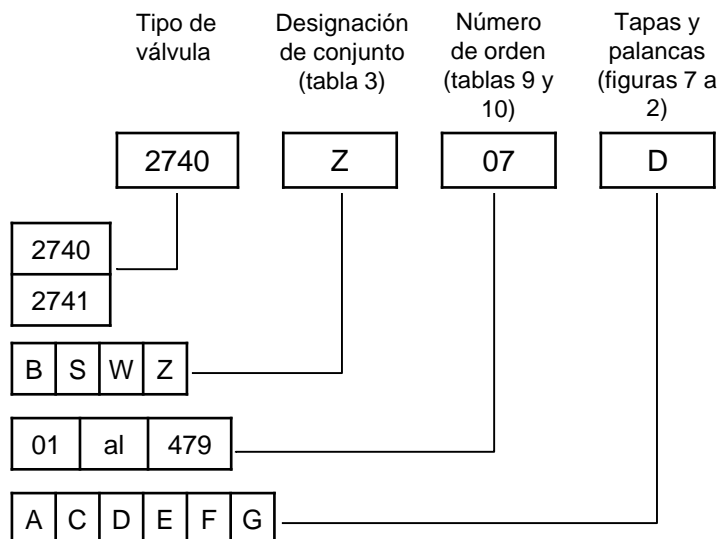 Tipo de
válvula
Designación
de conjunto
(tabla 3)
Número
de orden
(tablas 9 y
10)
Tapas y
palancas
(figuras 7 a
2)
2740
Z
07
D
2740
2741
B S W Z
01 al 479
A C D E F G